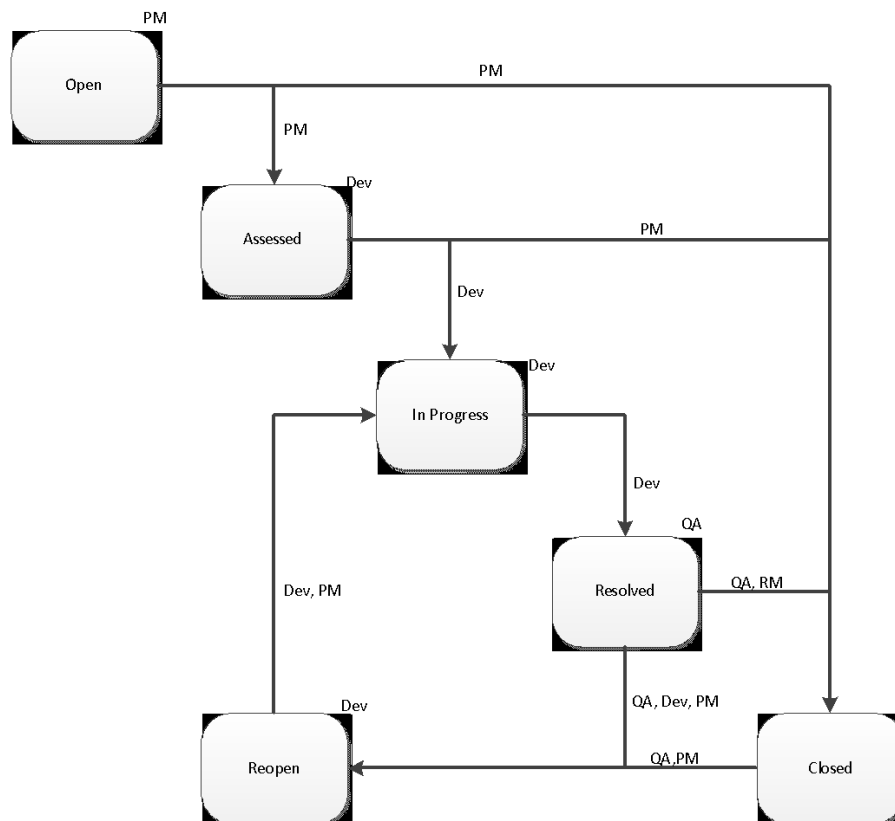 PM
Open
PM
PM
Dev
Assessed
PM
Dev
Dev
In Progress
Dev
QA
Resolved
QA, RM
Dev, PM
QA, Dev, PM
Dev
QA,PM
Reopen
Closed